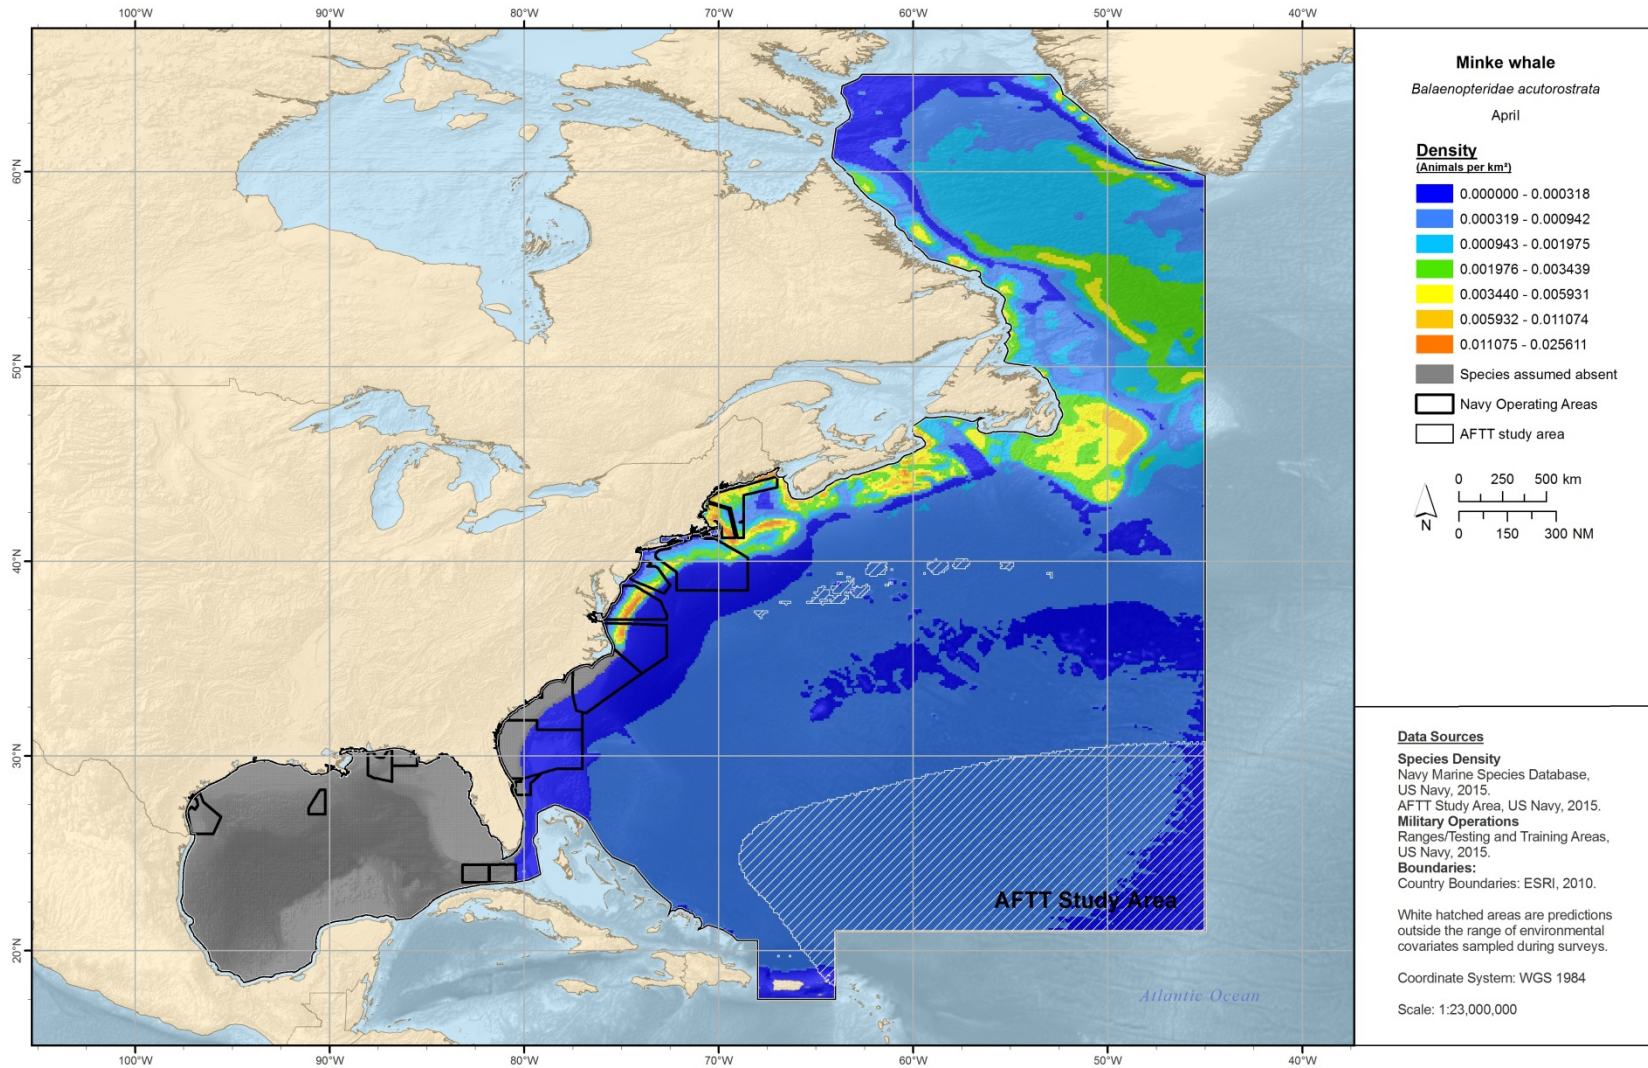 100°W 90°W 80°W 70°W 60°W 50°W 40°W
60°N
50°N
40°N
30°N
20°N
AFTT Study Area
Atlantic Ocean
100°W 90°W 80°W 70°W 60°W 50°W 40°W
Minke whale
Balaenopteridae acutorostrata
April
Density
(Animals per km²)
0.000000 - 0.000318
0.000319 - 0.000942
0.000943 - 0.001975
0.001976 - 0.003439
0.003440 - 0.005931
0.005932 - 0.011074
0.011075 - 0.025611
Species assumed absent
Navy Operating Areas
AFTT study area
N
0 250 500 km
0 150 300 NM
Data Sources
Species Density
Navy Marine Species Database,
US Navy, 2015.
AFTT Study Area, US Navy, 2015.
Military Operations
Ranges/Testing and Training Areas,
US Navy, 2015.
Boundaries:
Country Boundaries: ESRI, 2010.
White hatched areas are predictions
outside the range of environmental
covariates sampled during surveys.
Coordinate System: WGS 1984
Scale: 1:23,000,000